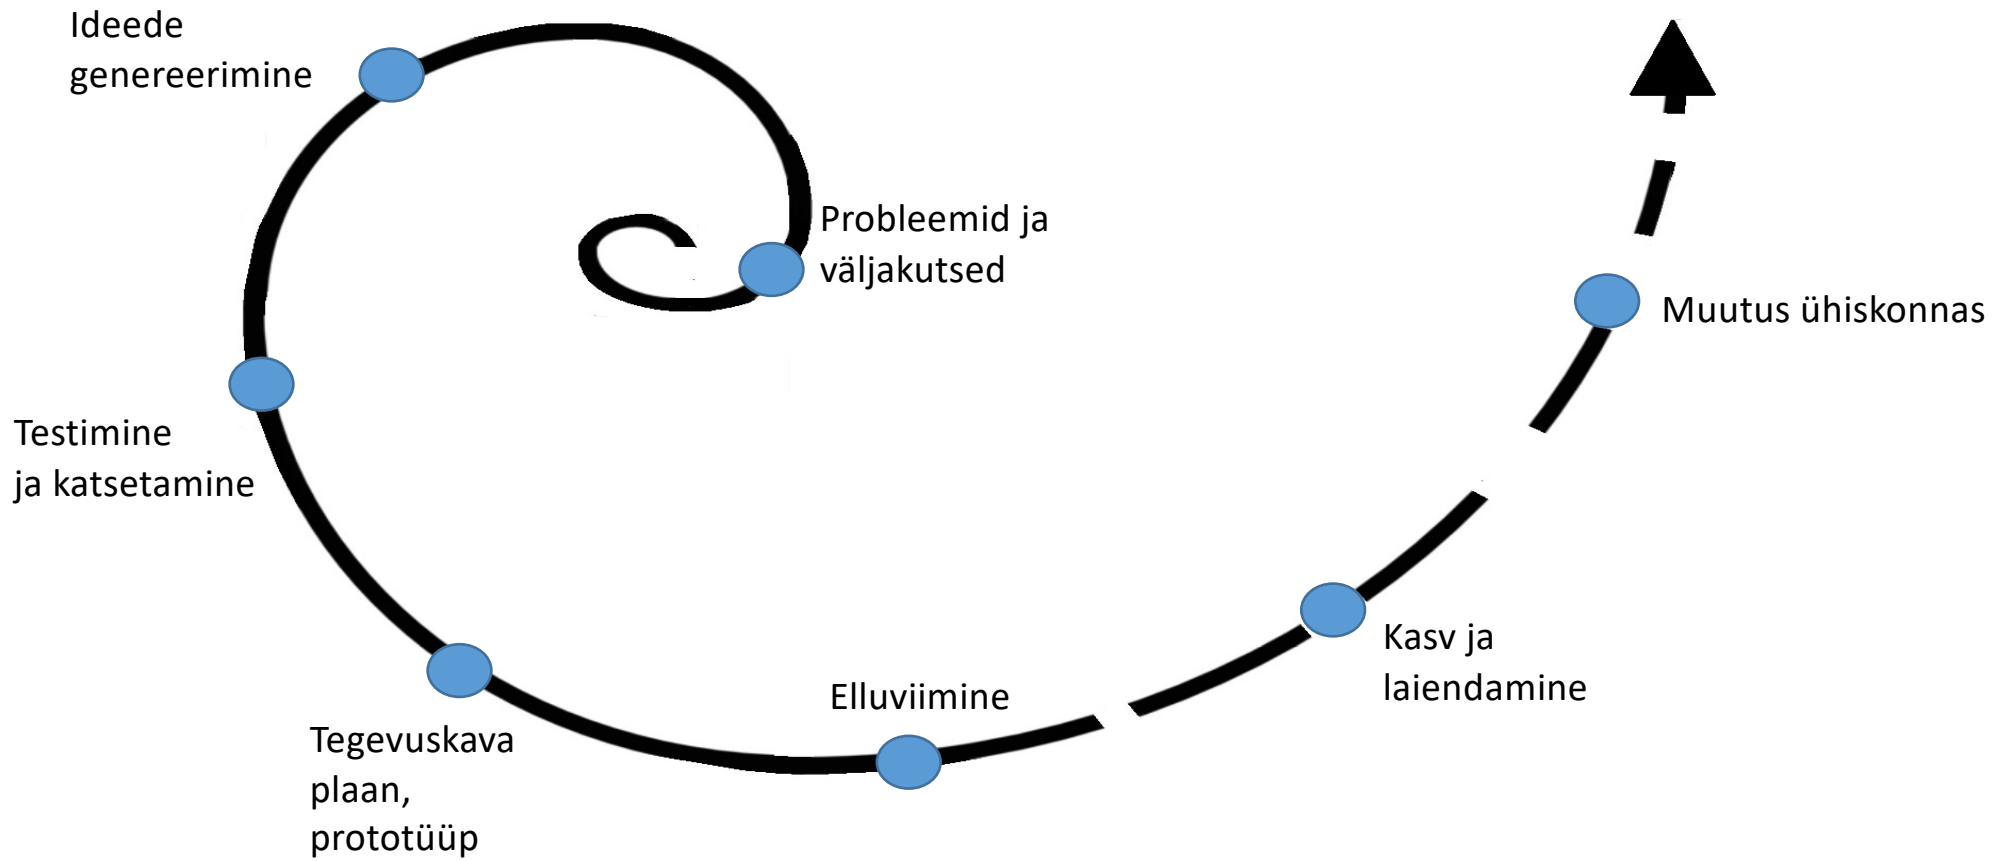 Ideede
genereerimine
Probleemid ja
väljakutsed
Muutus ühiskonnas
Testimine
ja katsetamine
Kasv ja
laiendamine
Elluviimine
Tegevuskava
plaan,
prototüüp